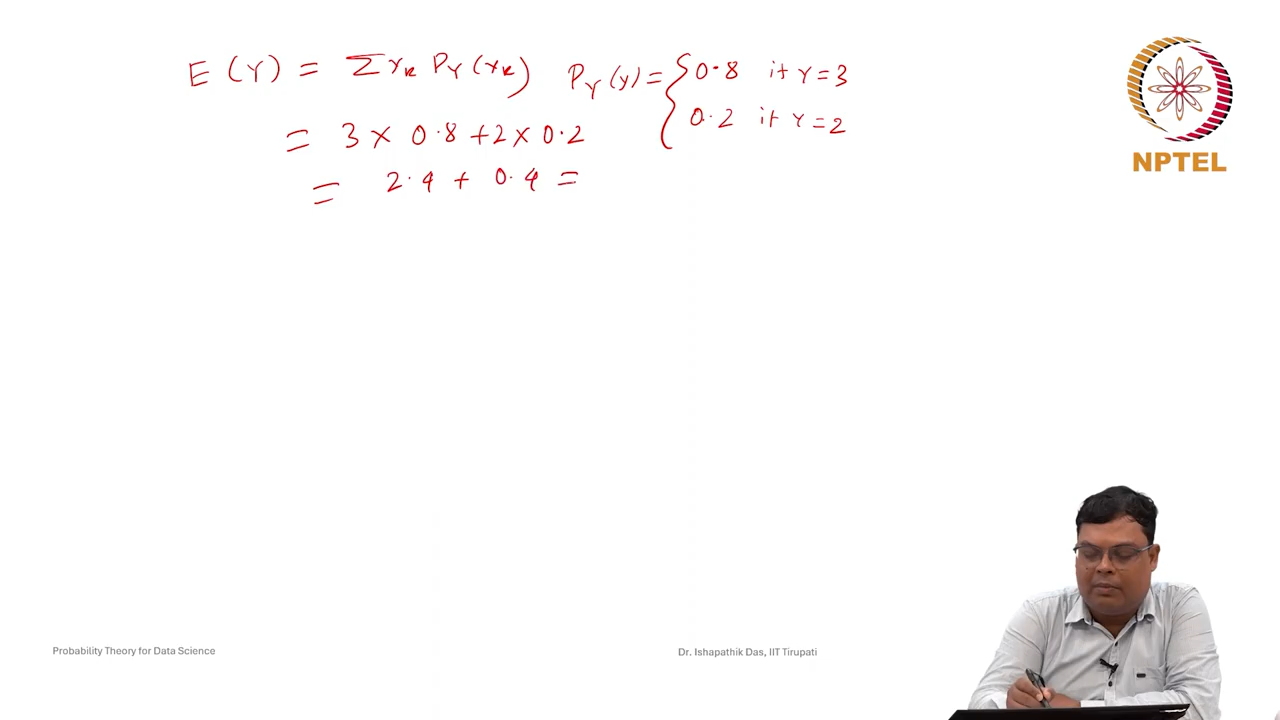 E (Y) = Σ Yk PY (Yk) PY (y) = { 0.8 if Y = 3
0.2 if Y = 2
= 3 × 0.8 + 2 × 0.2
= 2.4 + 0.4 =
NPTEL
Probability Theory for Data Science
Dr. Ishapathik Das, IIT Tirupati